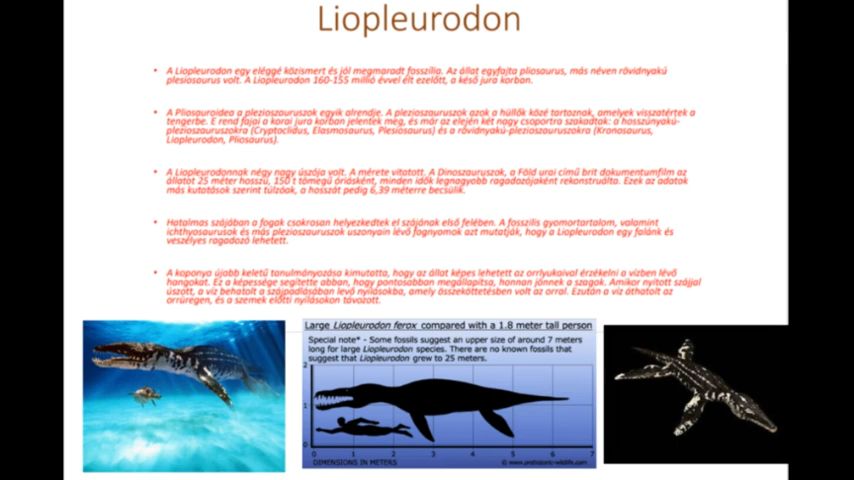 Liopleurodon
• A Liopleurodon egy eléggé közismert és jól megmaradt fosszília. Az állat egyfajta pliosaurus, más néven rövidnyakú
plesiosaurus volt. A Liopleurodon 160-155 millió évvel élt ezelőtt, a késő jura korban.
• A Pliosauroidea a plezioszauruszok egyik alrendje. A plezioszauruszok azok a hüllők közé tartoznak, amelyek visszatértek a
tengerbe. E rend fajai a korai jura korban jelentek meg, és már az elején két nagy csoportra szakadtak: a hosszúnyakú-
plezioszauruszokra (Cryptoclidus, Elasmosaurus, Plesiosaurus) és a rövidnyakú-plezioszauruszokra (Kronosaurus,
Liopleurodon, Pliosaurus).
• A Liopleurodonnak négy nagy úszója volt. A mérete vitatott. A Dinoszauruszok, a Föld urai című brit dokumentumfilm az
állatot 25 méter hosszú, 150 t tömegű óriásként, minden idők legnagyobb ragadozójaként rekonstruálta. Ezek az adatok
más kutatások szerint túlzóak, a hosszát pedig 6,39 méterre becsülik.
• Hatalmas szájában a fogak csokrosan helyezkedtek el szájának első felében. A fosszilis gyomortartalom, valamint
ichthyosaurusok és más plezioszauruszok uszonyain lévő fognyomok azt mutatják, hogy a Liopleurodon egy falánk és
veszélyes ragadozó lehetett.
• A koponya újabb keletű tanulmányozása kimutatta, hogy az állat képes lehetett az orrlyukaival érzékelni a vízben lévő
hangokat. Ez a képessége segítette abban, hogy pontosabban megállapítsa, honnan jönnek a szagok. Amikor nyitott szájjal
úszott, a víz behatolt a szájpadlásában levő nyílásokba, amely összeköttetésben volt az orral. Ezután a víz áthatolt az
orrüregen, és a szemek előtti nyílásokon távozott.
Large Liopleurodon ferox compared with a 1.8 meter tall person
Special note* - Some fossils suggest an upper size of around 7 meters
long for large Liopleurodon species. There are no known fossils that
suggest that Liopleurodon grew to 25 meters.
2
1
0
0 1 2 3 4 5 6 7
DIMENSIONS IN METERS © www.prehistoric-wildlife.com